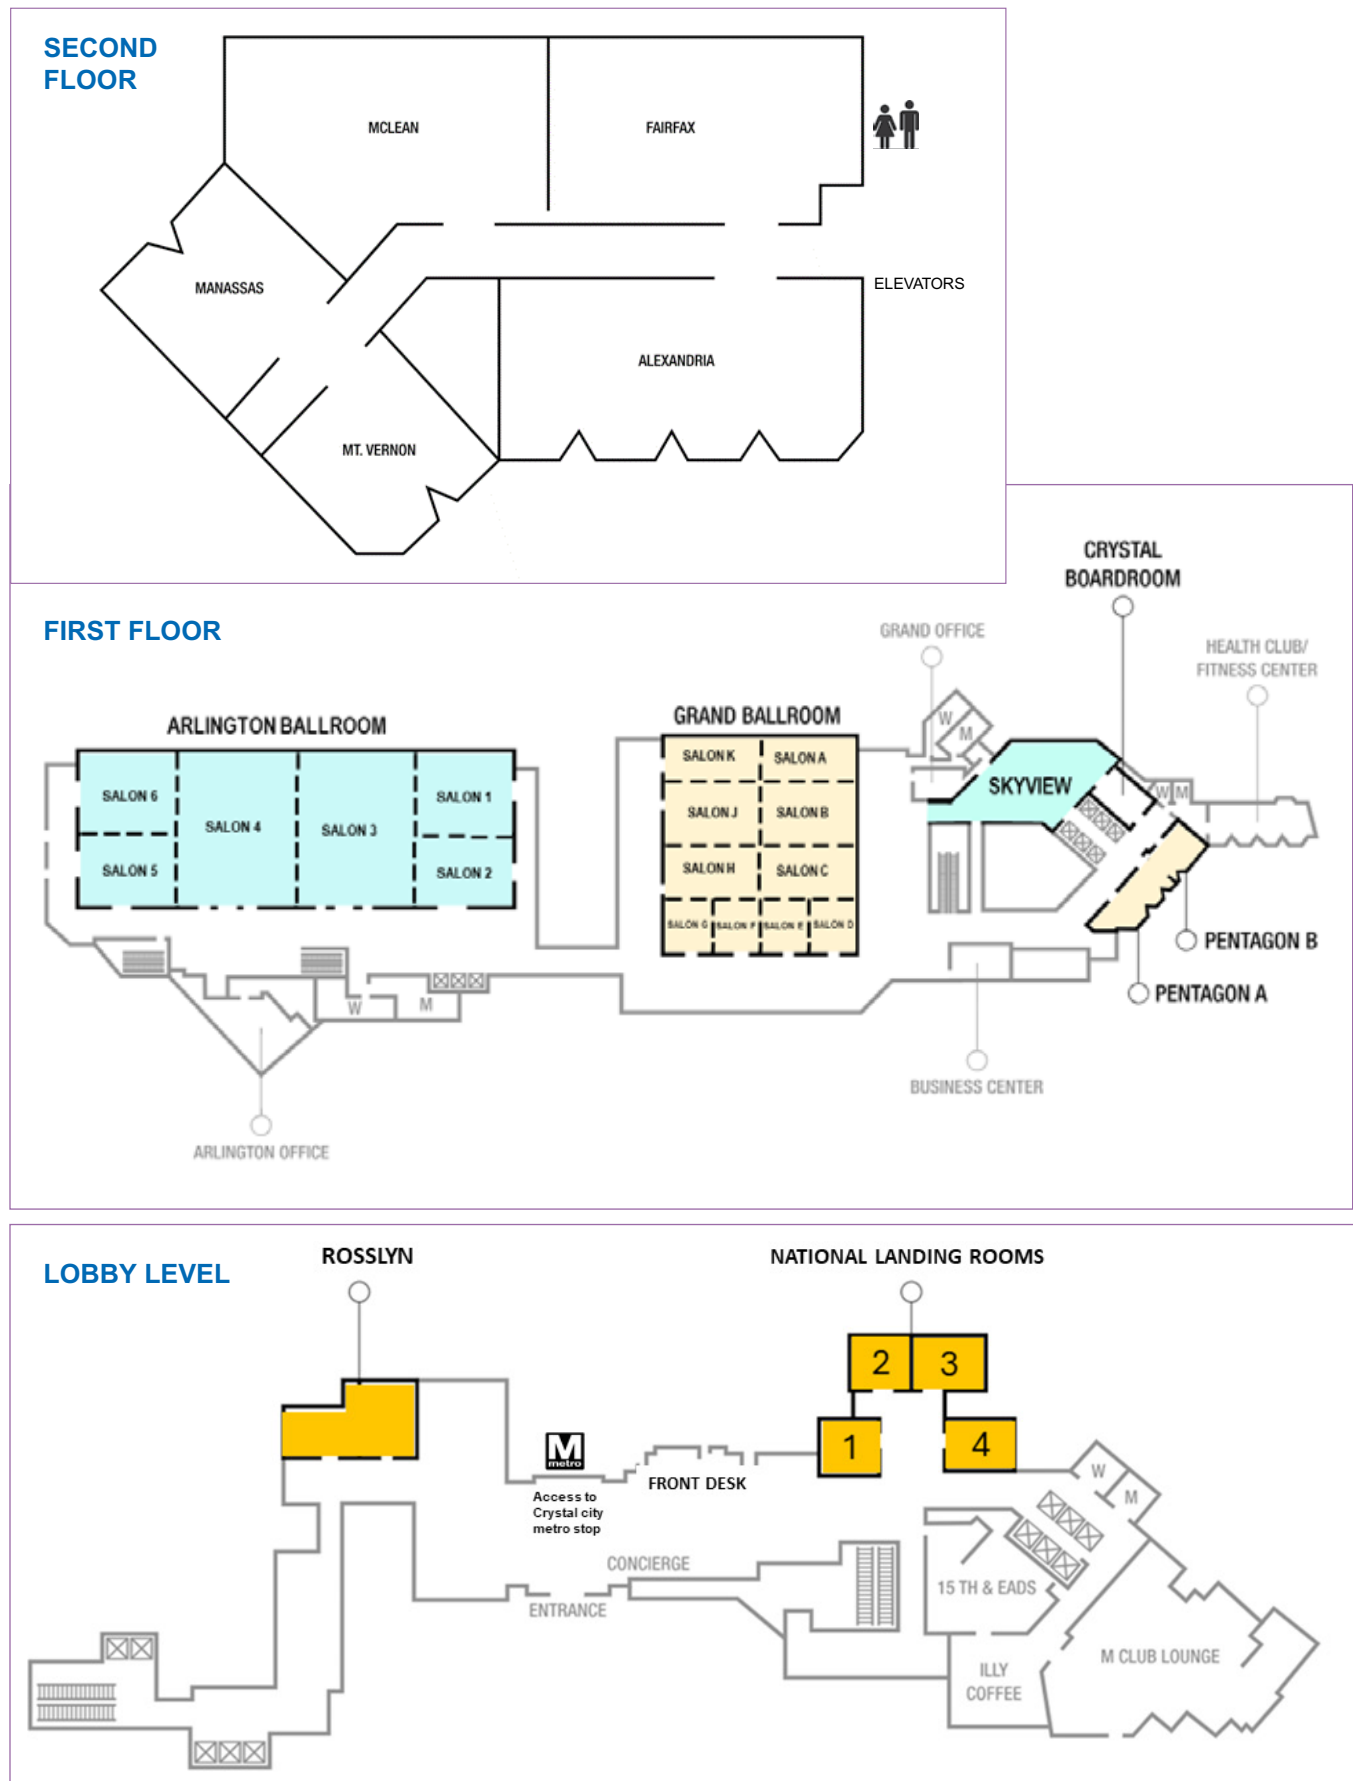 SECOND
FLOOR
MCLEAN
FAIRFAX
MANASSAS
ELEVATORS
ALEXANDRIA
MT. VERNON
CRYSTAL
BOARDROOM
FIRST FLOOR
GRAND OFFICE
HEALTH CLUB/
FITNESS CENTER
ARLINGTON BALLROOM
GRAND BALLROOM
W
M
SALON K
SALON A
SKYVIEW
W M
SALON 6
SALON 1
SALON 4
SALON 3
SALON J
SALON B
SALON 5
SALON 2
SALON H
SALON C
SALON G
SALON F
SALON E
SALON D
PENTAGON B
PENTAGON A
W
M
BUSINESS CENTER
ARLINGTON OFFICE
LOBBY LEVEL
ROSSLYN
NATIONAL LANDING ROOMS
2
3
1
4
M
metro
FRONT DESK
Access to
Crystal city
metro stop
W
M
CONCIERGE
ENTRANCE
15 TH & EADS
M CLUB LOUNGE
ILLY
COFFEE